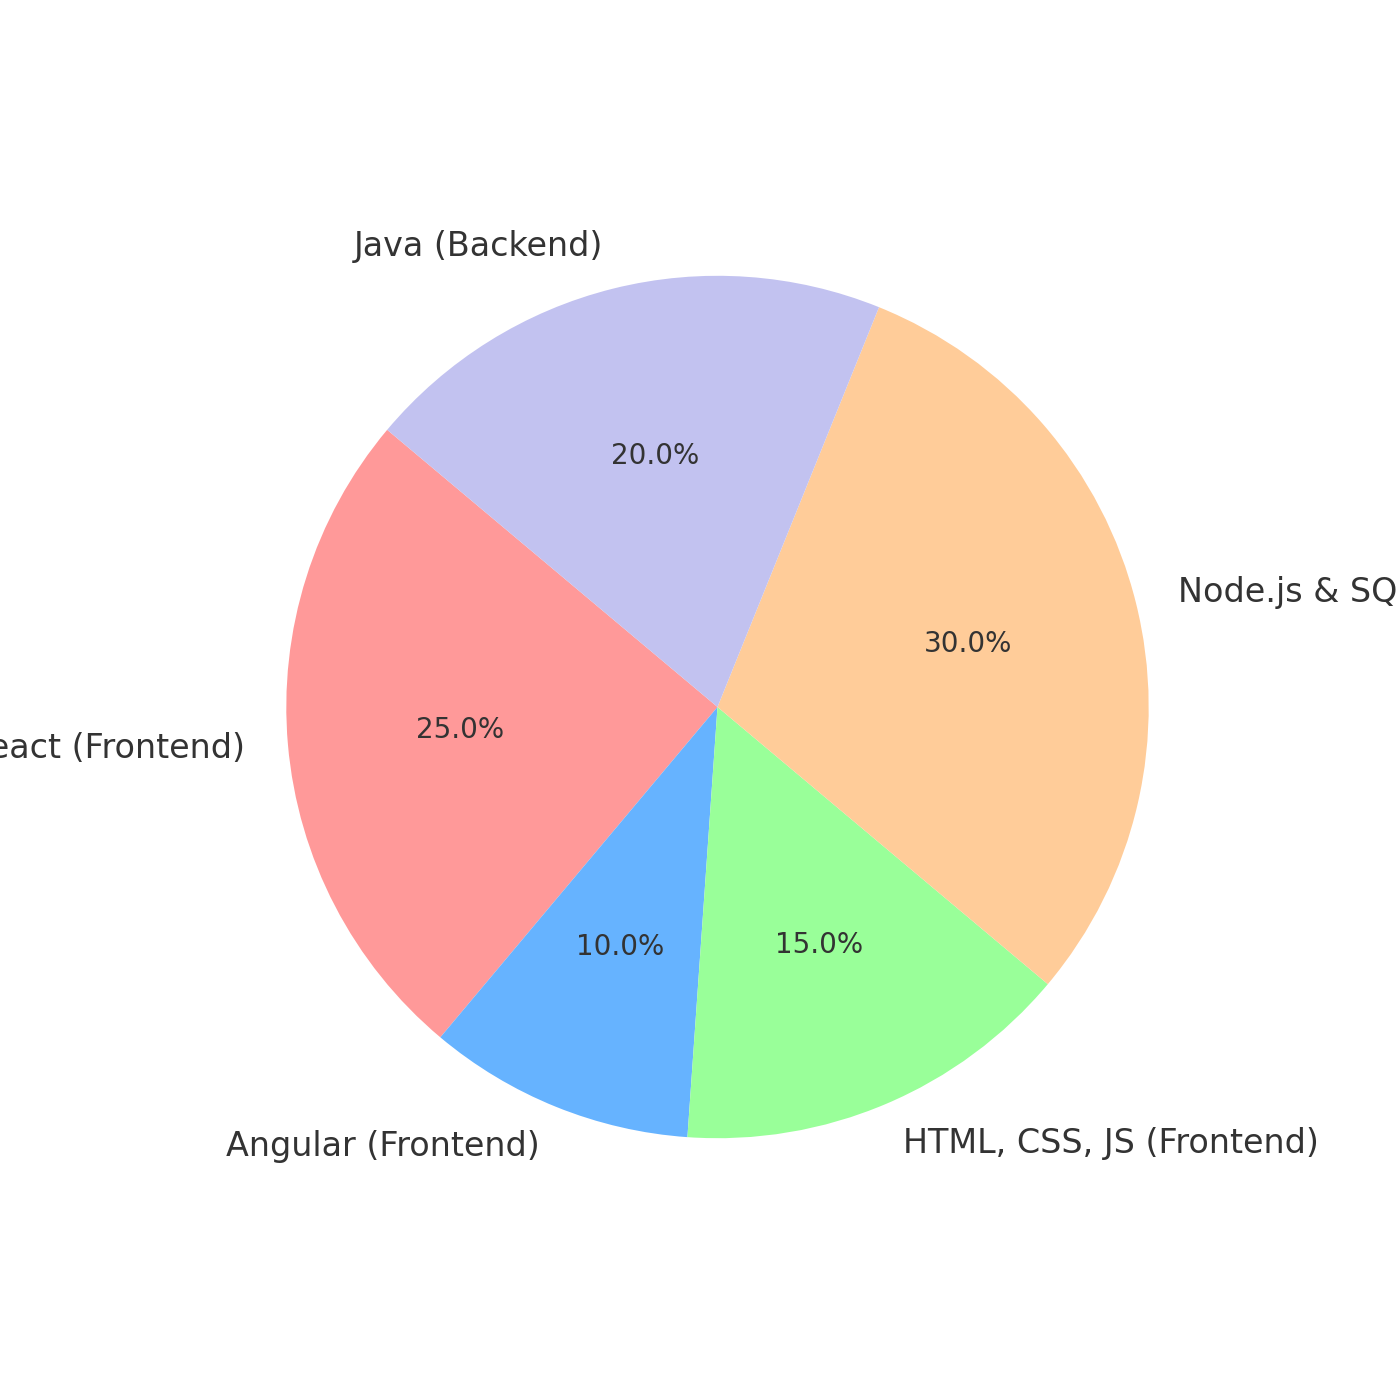 Java (Backend)
20.0%
Node.js & SQ
30.0%
25.0%
eact (Frontend)
10.0%
15.0%
Angular (Frontend)
HTML, CSS, JS (Frontend)